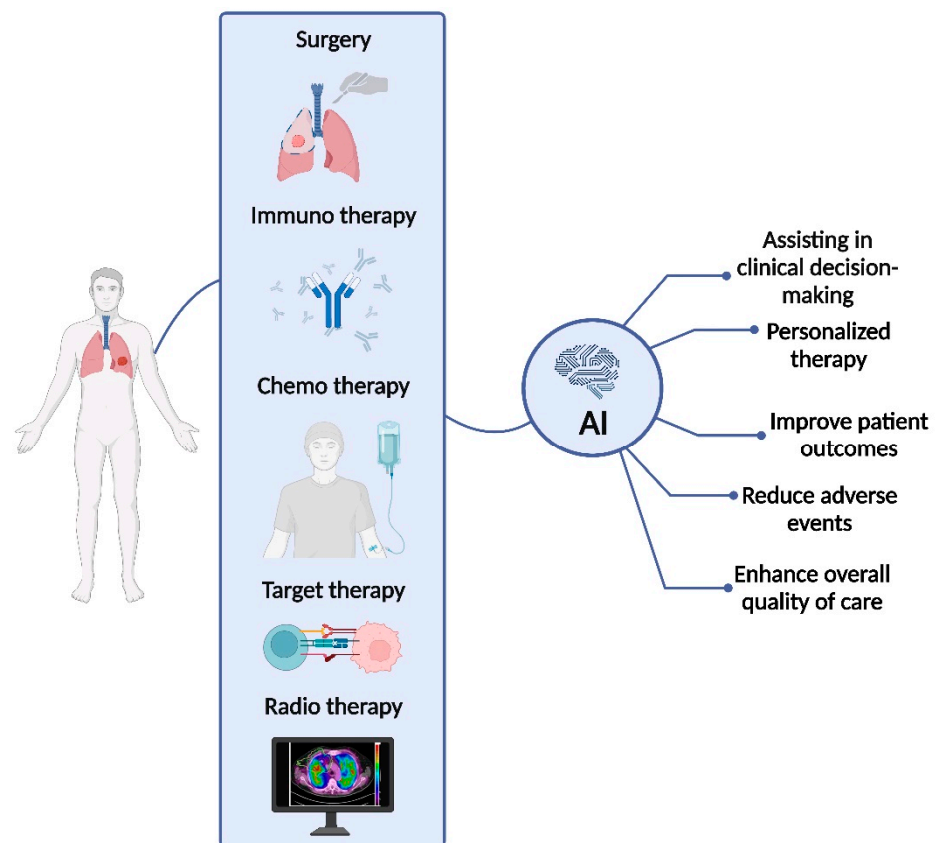 Surgery
Immuno therapy
Chemo therapy
Target therapy
Radio therapy
AI
Assisting in
clinical decision-
making
Personalized
therapy
Improve patient
outcomes
Reduce adverse
events
Enhance overall
quality of care